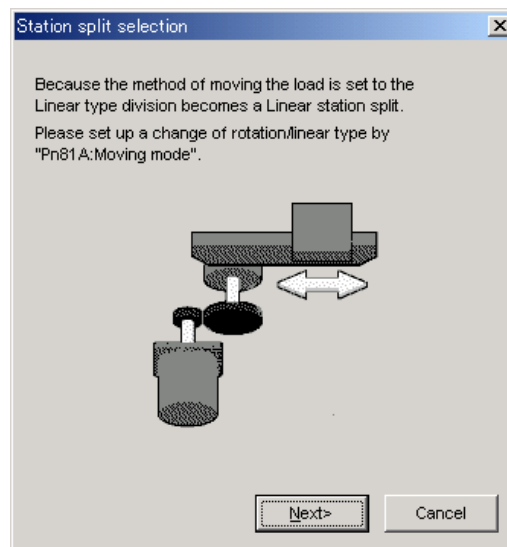 Station split selection
Because the method of moving the load is set to the
Linear type division becomes a Linear station split.
Please set up a change of rotation/linear type by
"Pn81A:Moving mode".
Next>
Cancel